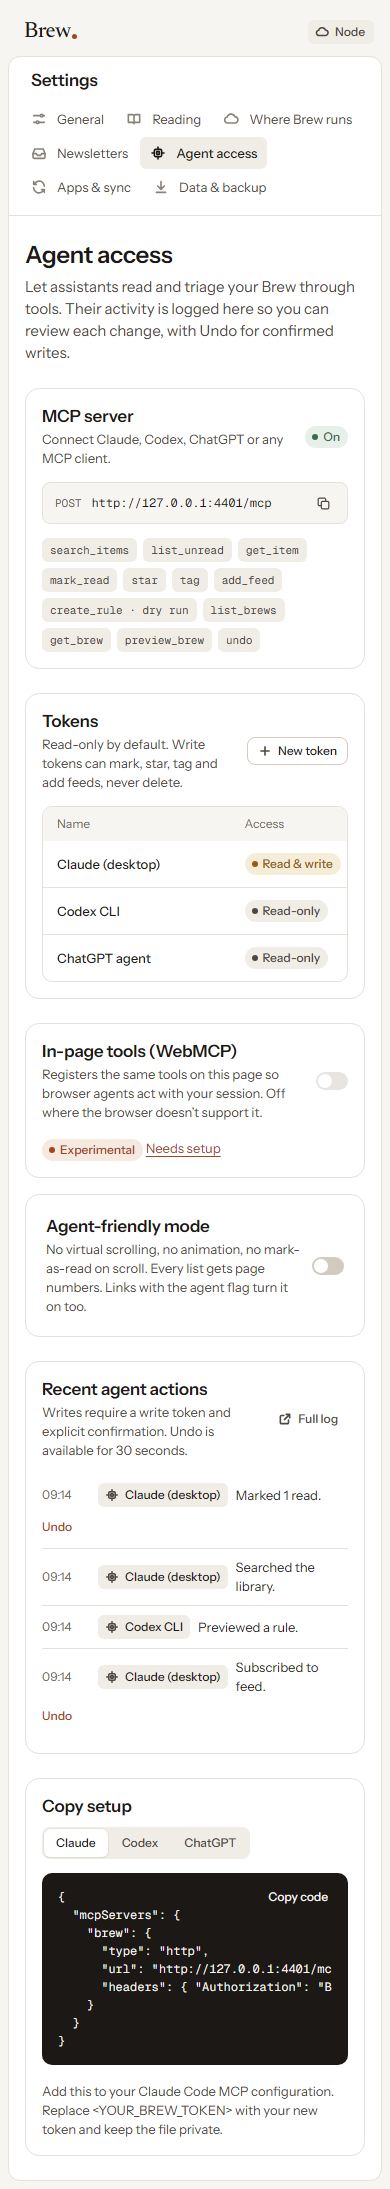 Brew.
Node
Settings
General Reading Where Brew runs
Newsletters Agent access
Apps & sync Data & backup
Agent access
Let assistants read and triage your Brew through
tools. Their activity is logged here so you can
review each change, with Undo for confirmed
writes.
MCP server
Connect Claude, Codex, ChatGPT or any
MCP client.
On
POST http://127.0.0.1:4401/mcp
search_items list_unread get_item
mark_read star tag add_feed
create_rule · dry run list_brews
get_brew preview_brew undo
Tokens
Read-only by default. Write
tokens can mark, star, tag and
add feeds, never delete.
New token
Name Access
Claude (desktop) Read & write
Codex CLI Read-only
ChatGPT agent Read-only
In-page tools (WebMCP)
Registers the same tools on this page so
browser agents act with your session. Off
where the browser doesn't support it.
Experimental Needs setup
Agent-friendly mode
No virtual scrolling, no animation, no mark-
as-read on scroll. Every list gets page
numbers. Links with the agent flag turn it
on too.
Recent agent actions
Writes require a write token and
explicit confirmation. Undo is
available for 30 seconds.
Full log
09:14 Claude (desktop) Marked 1 read.
Undo
09:14 Claude (desktop) Searched the
library.
09:14 Codex CLI Previewed a rule.
09:14 Claude (desktop) Subscribed to
feed.
Undo
Copy setup
Claude Codex ChatGPT
Copy code
{
"mcpServers": {
"brew": {
"type": "http",
"url": "http://127.0.0.1:4401/mc
"headers": { "Authorization": "B
}
}
}
Add this to your Claude Code MCP configuration.
Replace <YOUR_BREW_TOKEN> with your new
token and keep the file private.